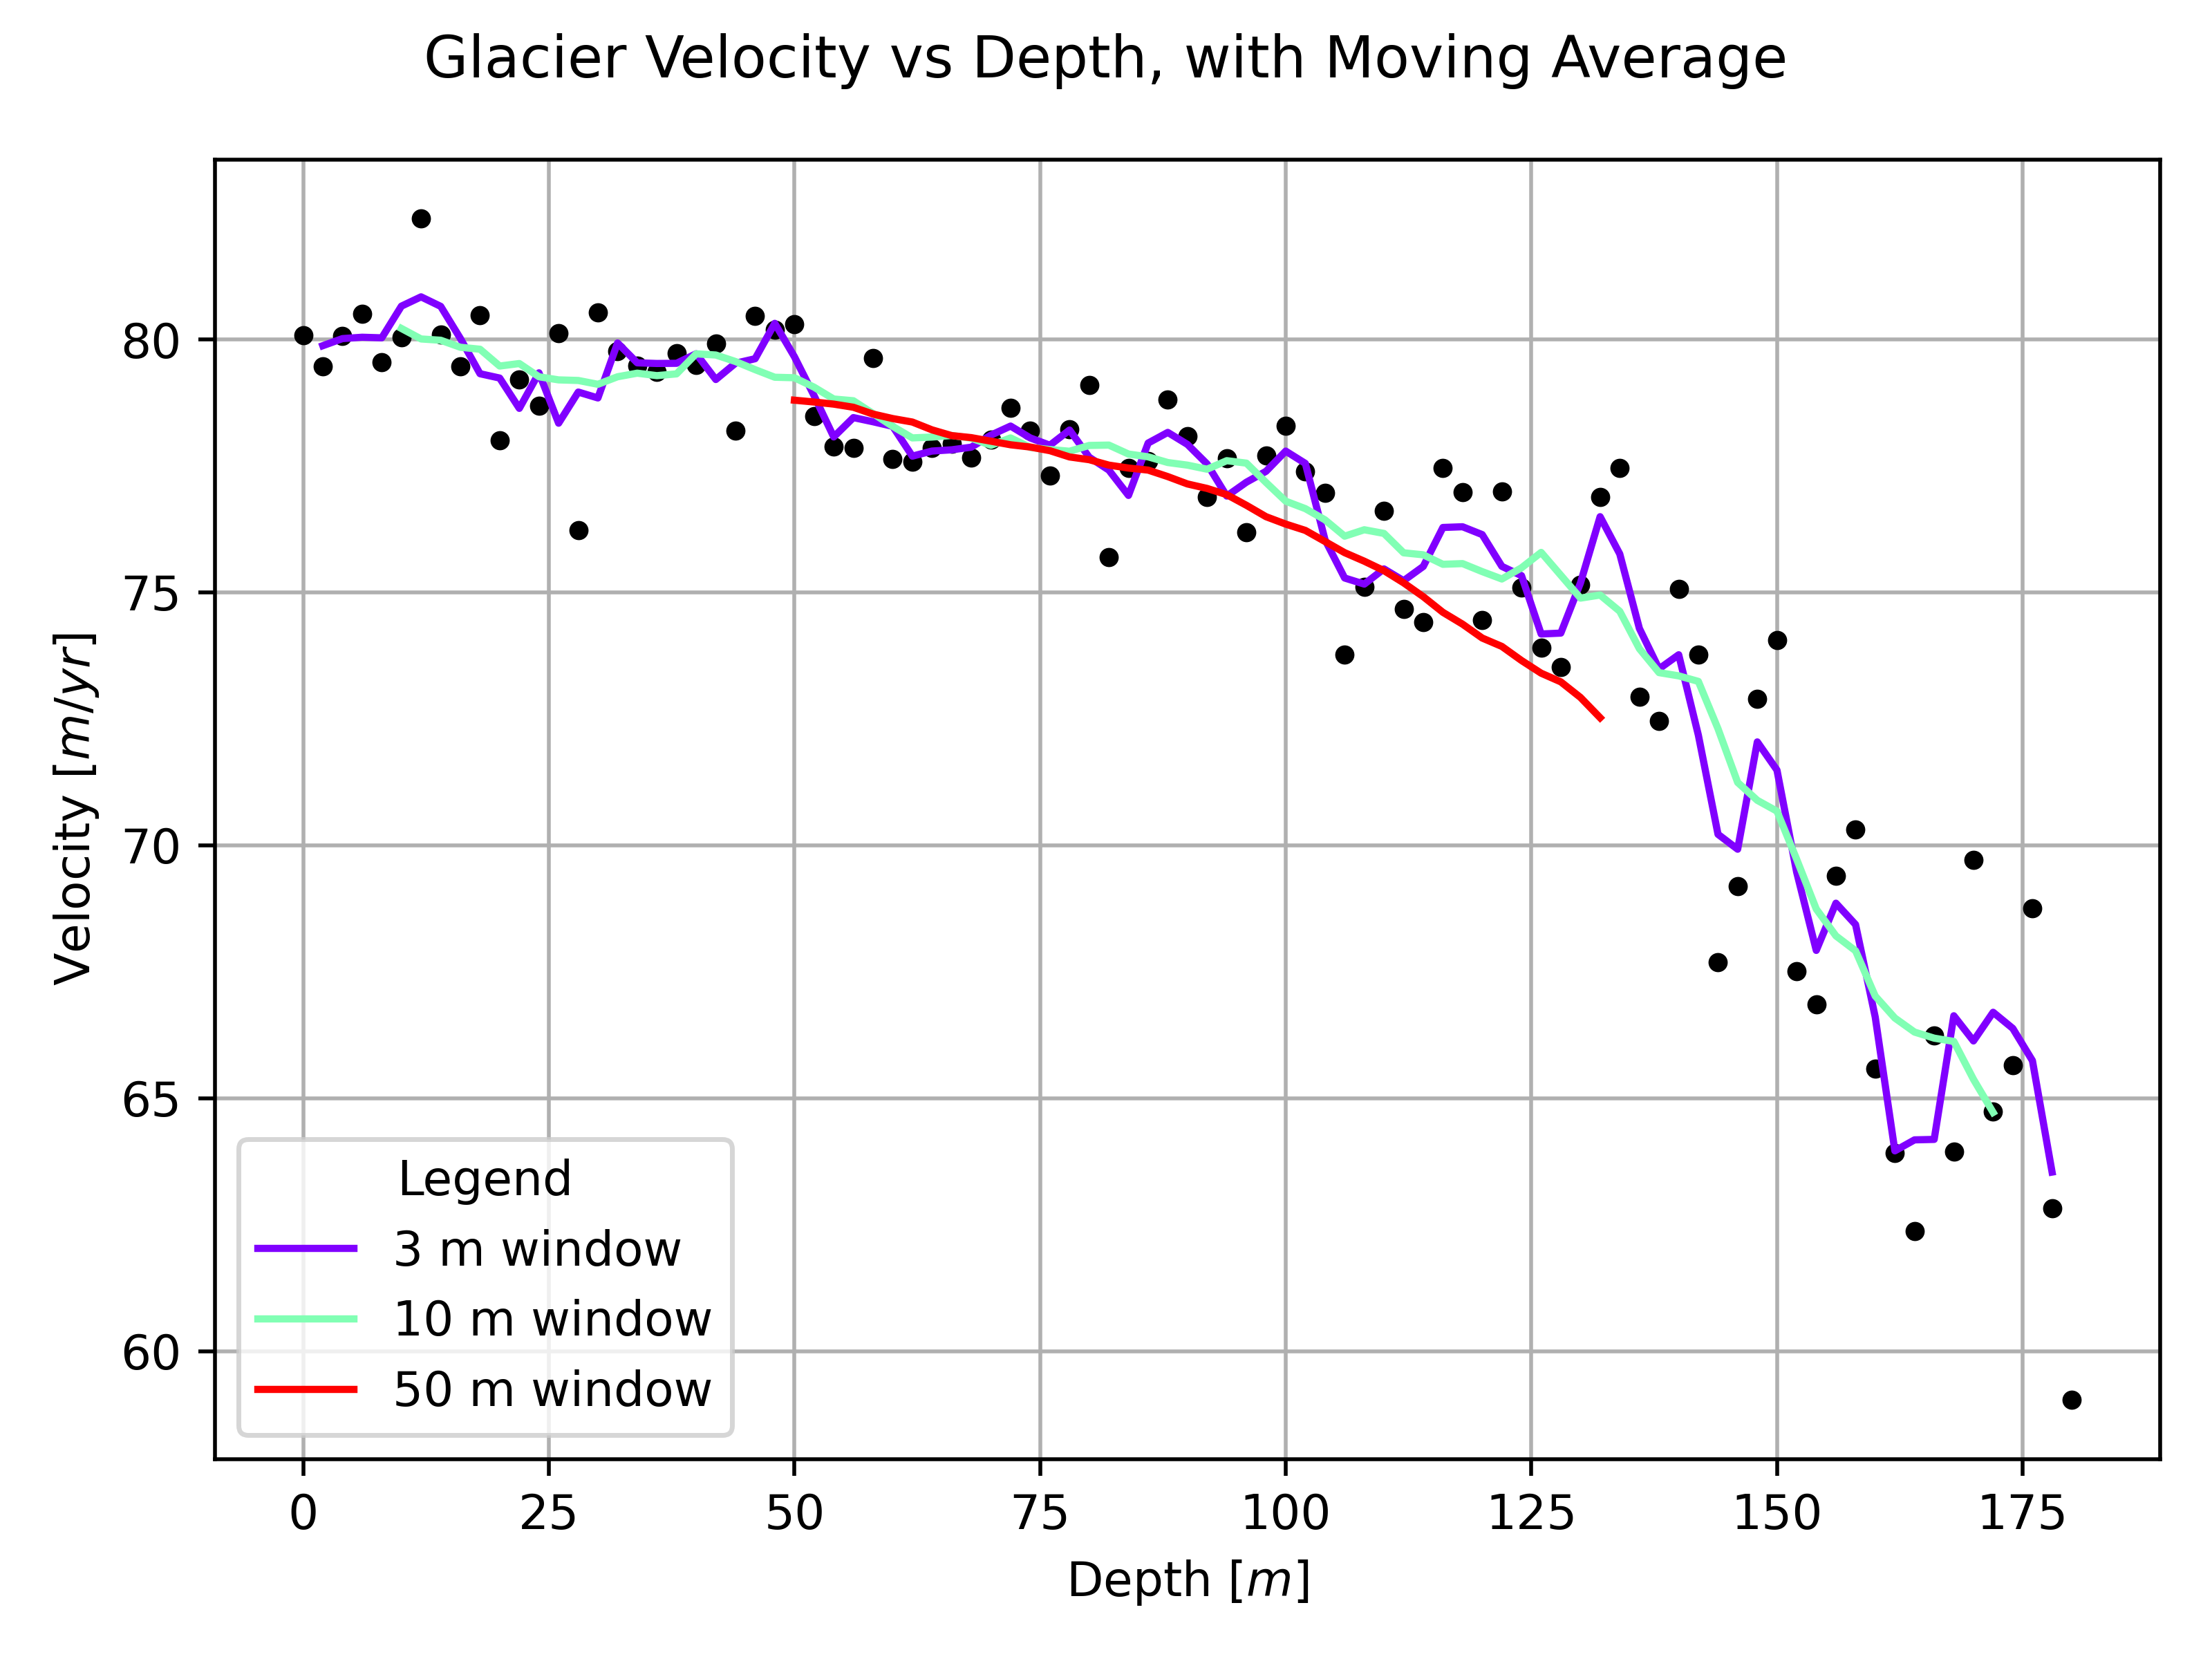 Glacier Velocity vs Depth, with Moving Average
Velocity [m/yr]
80
75
70
65
60
Legend
3 m window
10 m window
50 m window
0 25 50 75 100 125 150 175
Depth [m]